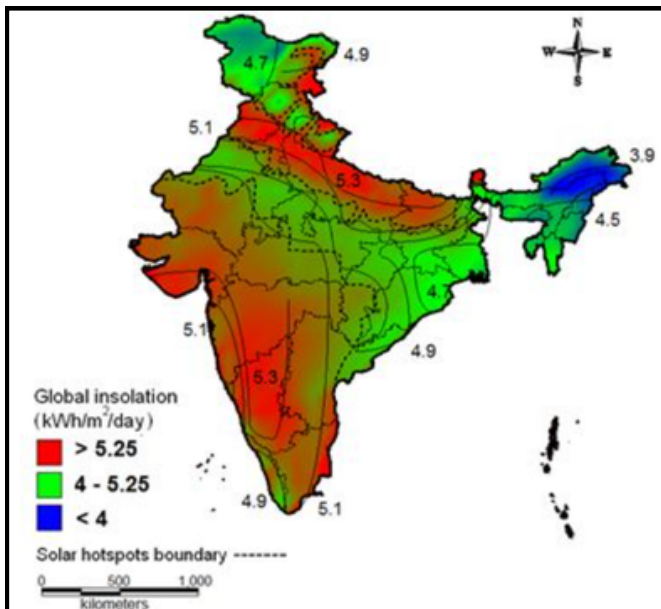 4.9
4.7
N
W E
S
5.1
3.9
5.3
4.5
4.7
5.1
4.9
5.3
Global insolation
(kWh/m²/day)
> 5.25
4 - 5.25
< 4
4.9
5.1
Solar hotspots boundary -------
0 500 1,000
kilometers